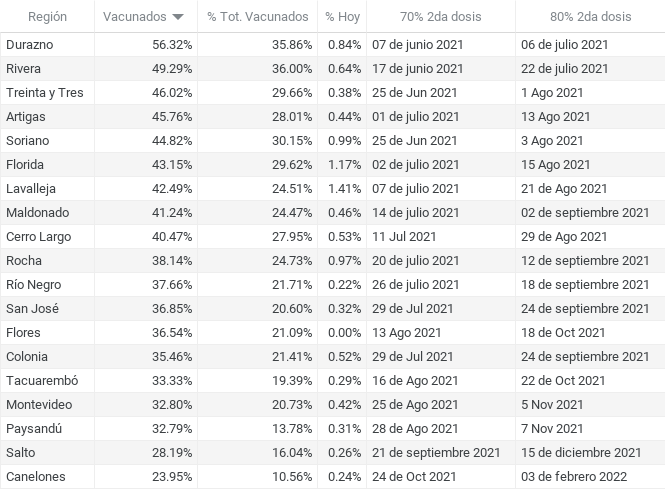 Región Vacunados % Tot. Vacunados % Hoy 70% 2da dosis 80% 2da dosis
Durazno 56.32% 35.86% 0.84% 07 de junio 2021 06 de julio 2021
Rivera 49.29% 36.00% 0.64% 17 de junio 2021 22 de julio 2021
Treinta y Tres 46.02% 29.66% 0.38% 25 de Jun 2021 1 Ago 2021
Artigas 45.76% 28.01% 0.44% 01 de julio 2021 13 Ago 2021
Soriano 44.82% 30.15% 0.99% 25 de Jun 2021 3 Ago 2021
Florida 43.15% 29.62% 1.17% 02 de julio 2021 15 Ago 2021
Lavalleja 42.49% 24.51% 1.41% 07 de julio 2021 21 de Ago 2021
Maldonado 41.24% 24.47% 0.46% 14 de julio 2021 02 de septiembre 2021
Cerro Largo 40.47% 27.95% 0.53% 11 Jul 2021 29 de Ago 2021
Rocha 38.14% 24.73% 0.97% 20 de julio 2021 12 de septiembre 2021
Río Negro 37.66% 21.71% 0.22% 26 de julio 2021 18 de septiembre 2021
San José 36.85% 20.60% 0.32% 29 de Jul 2021 24 de septiembre 2021
Flores 36.54% 21.09% 0.00% 13 Ago 2021 18 de Oct 2021
Colonia 35.46% 21.41% 0.52% 29 de Jul 2021 24 de septiembre 2021
Tacuarembó 33.33% 19.39% 0.29% 16 de Ago 2021 22 de Oct 2021
Montevideo 32.80% 20.73% 0.42% 25 de Ago 2021 5 Nov 2021
Paysandú 32.79% 13.78% 0.31% 28 de Ago 2021 7 Nov 2021
Salto 28.19% 16.04% 0.26% 21 de septiembre 2021 15 de diciembre 2021
Canelones 23.95% 10.56% 0.24% 24 de Oct 2021 03 de febrero 2022